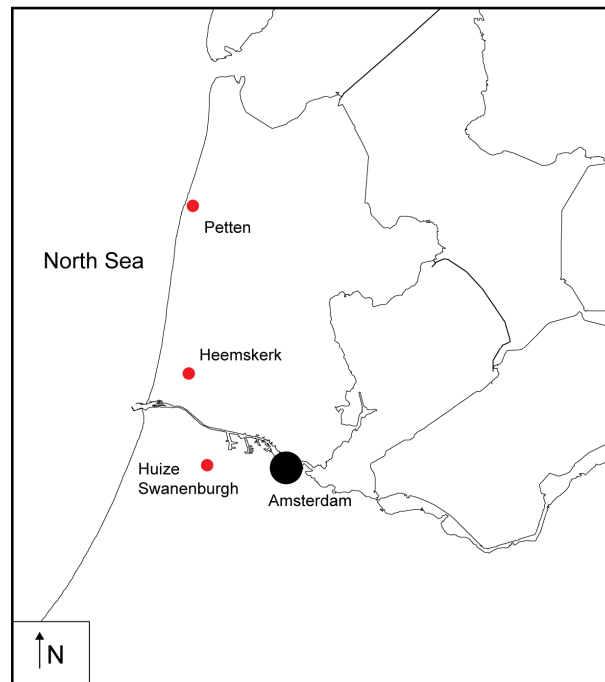 Petten
North Sea
Heemskerk
Huize
Swanenburgh
Amsterdam
N